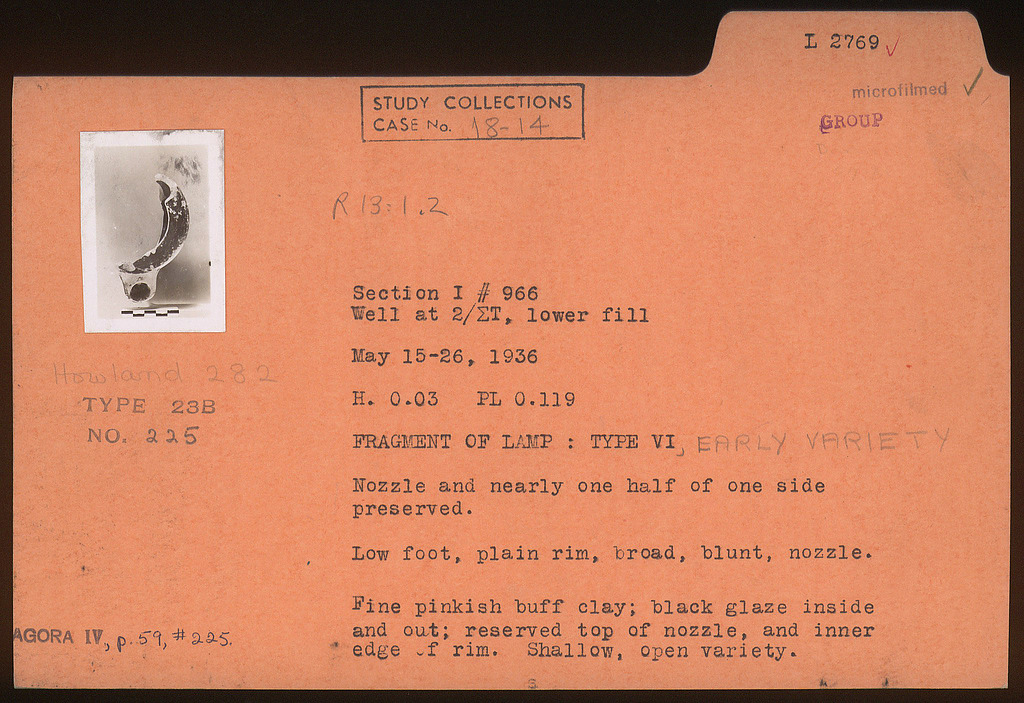 L 2769 ✓
microfilmed ✓
GROUP
STUDY COLLECTIONS
CASE No. 18-14
R 13:1.2
Section I # 966
Well at 2/ΣT, lower fill
May 15-26, 1936
H. 0.03 PL 0.119
Howland 282
TYPE 23B
NO. 225
FRAGMENT OF LAMP : TYPE VI, EARLY VARIETY
Nozzle and nearly one half of one side
preserved.
Low foot, plain rim, broad, blunt, nozzle.
Fine pinkish buff clay; black glaze inside
and out; reserved top of nozzle, and inner
edge of rim. Shallow, open variety.
AGORA IV, p. 59, #225.